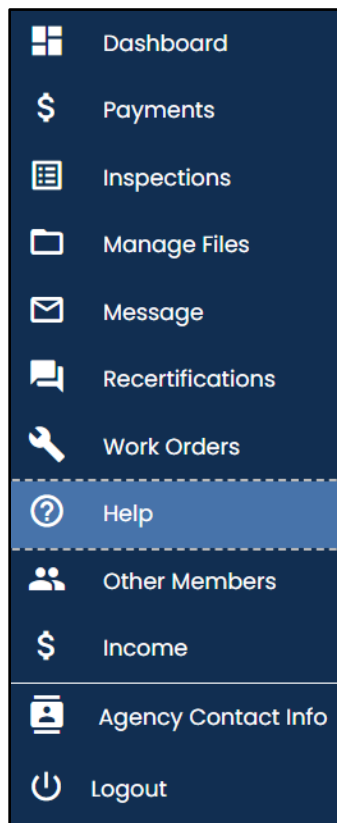 Dashboard
Payments
Inspections
Manage Files
Message
Recertifications
Work Orders
Help
Other Members
Income
Agency Contact Info
Logout